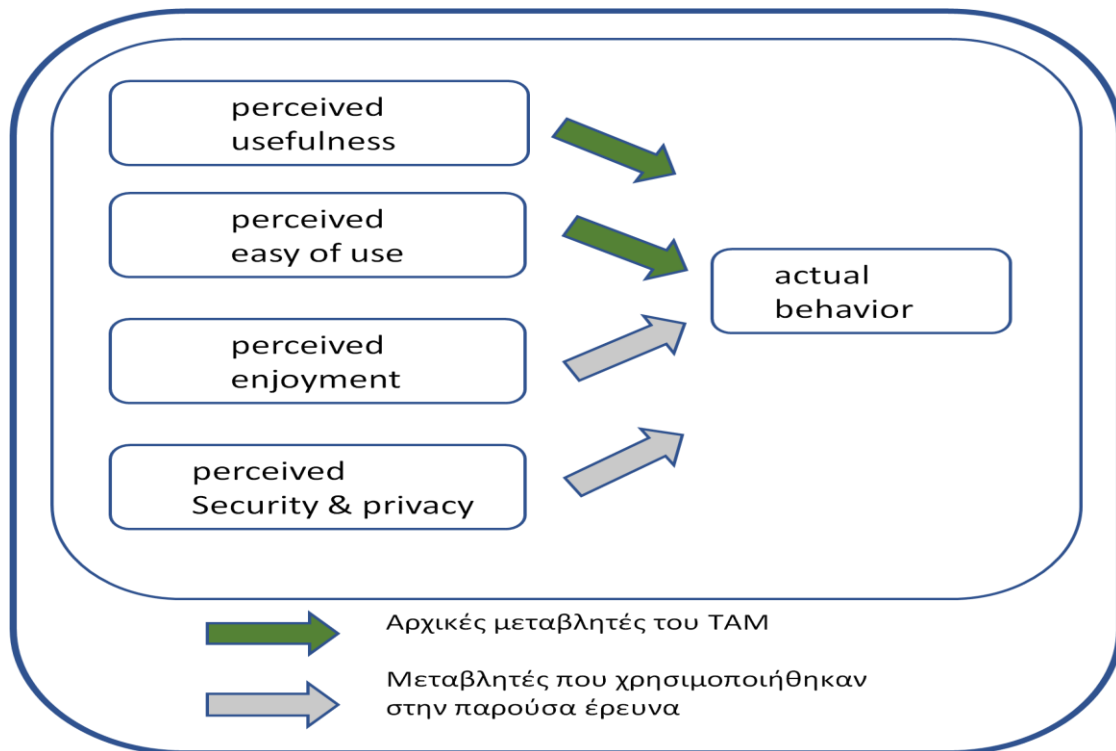 perceived
usefulness
perceived
easy of use
perceived
enjoyment
perceived
Security & privacy
actual
behavior
Αρχικές μεταβλητές του ΤΑΜ
Μεταβλητές που χρησιμοποιήθηκαν
στην παρούσα έρευνα